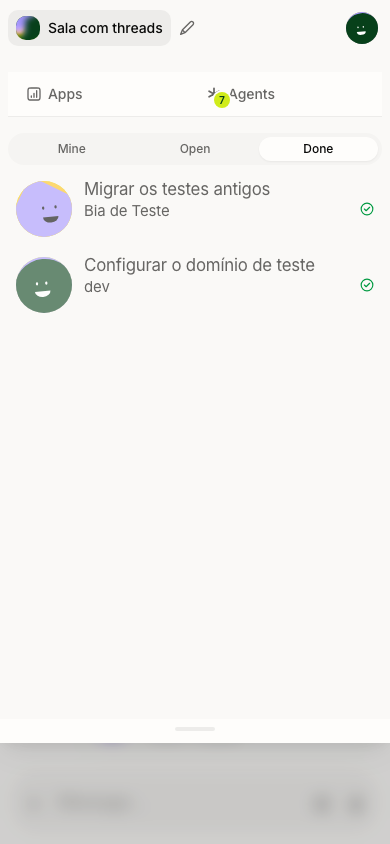 Sala com threads
Apps
7
Agents
Mine
Open
Done
Migrar os testes antigos
Bia de Teste
Configurar o domínio de teste
dev